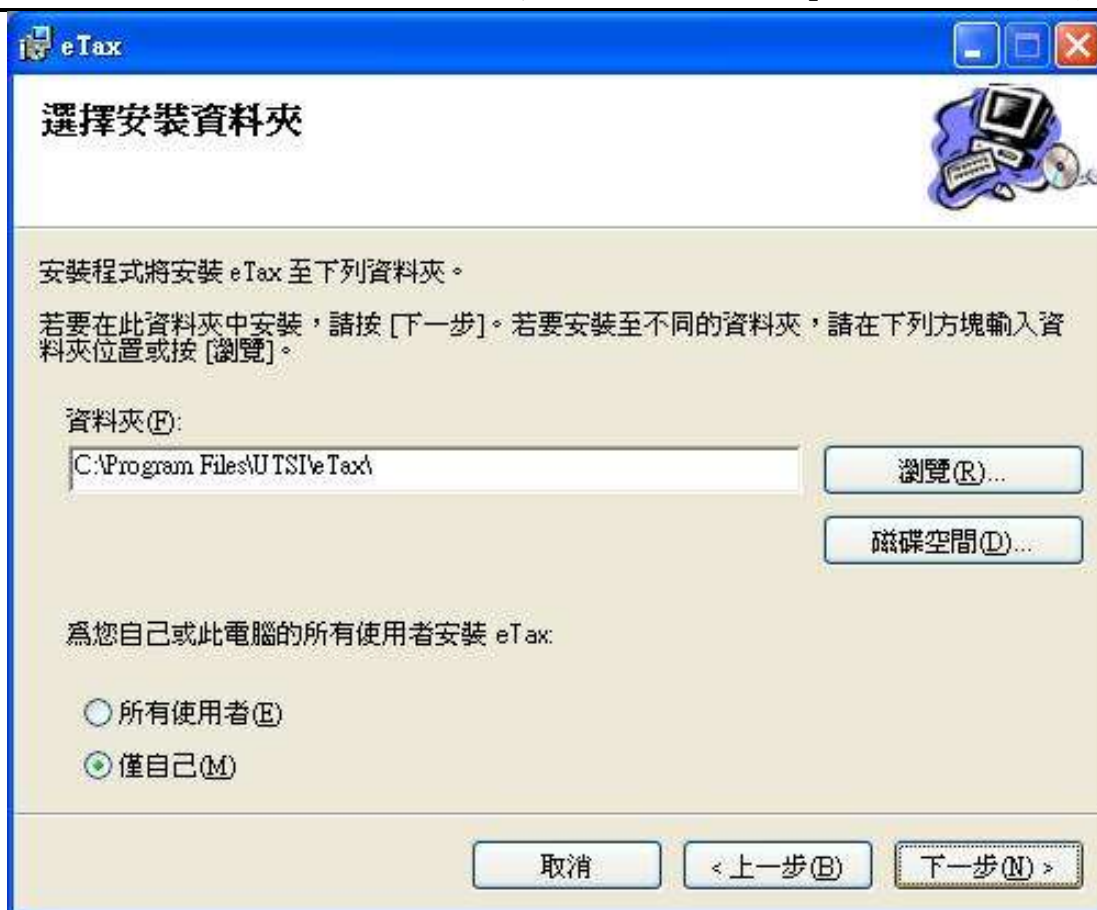 eTax
選擇安裝資料夾
安裝程式將安裝 eTax 至下列資料夾。
若要在此資料夾中安裝，請按 [下一步]。若要安裝至不同的資料夾，請在下列方塊輸入資
料夾位置或按 [瀏覽]。
資料夾(F):
C:\Program Files\UTSI\eTax\
瀏覽(R)...
磁碟空間(D)...
為您自己或此電腦的所有使用者安裝 eTax:
所有使用者(E)
僅自己(M)
取消
<上一步(B)
下一步(N) >